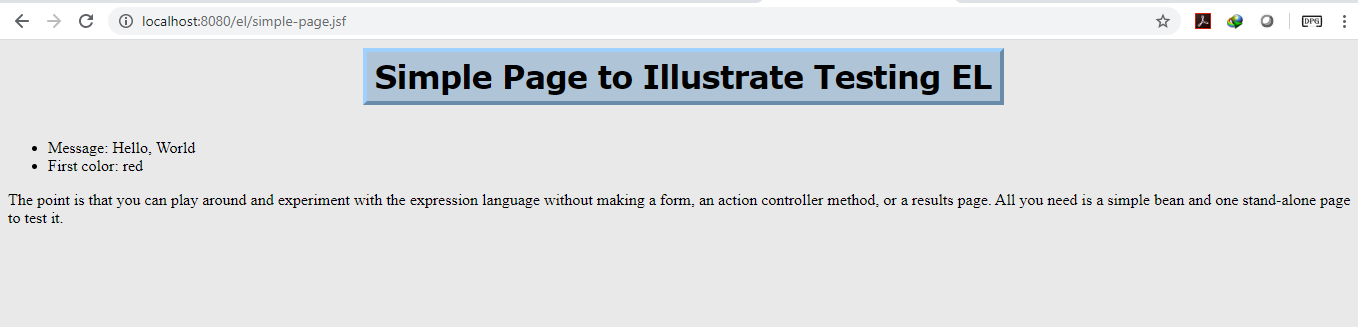 localhost:8080/el/simple-page.jsf
DPG
Simple Page to Illustrate Testing EL
Message: Hello, World
First color: red
The point is that you can play around and experiment with the expression language without making a form, an action controller method, or a results page. All you need is a simple bean and one stand-alone page
to test it.